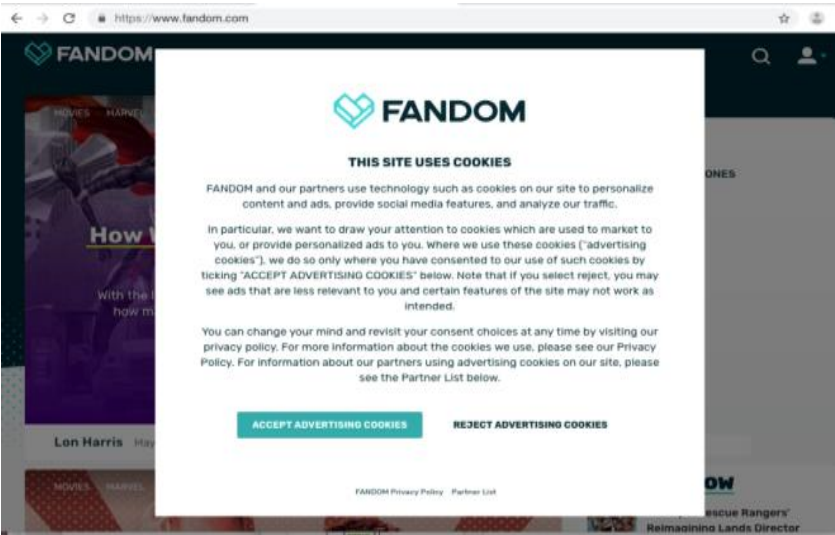 https://www.fandom.com
FANDOM
FANDOM
THIS SITE USES COOKIES
FANDOM and our partners use technology such as cookies on our site to personalize
content and ads, provide social media features, and analyze our traffic.
In particular, we want to draw your attention to cookies which are used to market to
you, or provide personalized ads to you. Where we use these cookies ("advertising
cookies"), we do so only where you have consented to our use of such cookies by
ticking "ACCEPT ADVERTISING COOKIES" below. Note that if you select reject, you may
see ads that are less relevant to you and certain features of the site may not work as
intended.
You can change your mind and revisit your consent choices at any time by visiting our
privacy policy. For more information about the cookies we use, please see our Privacy
Policy. For information about our partners using advertising cookies on our site, please
see the Partner List below.
ACCEPT ADVERTISING COOKIES REJECT ADVERTISING COOKIES
FANDOM Privacy Policy Partner List
MOVIES MARVEL
How
With the
how
Lon Harris May
MOVIES MARVEL
ONES
OW
escue Rangers'
Reimagining Lands Director